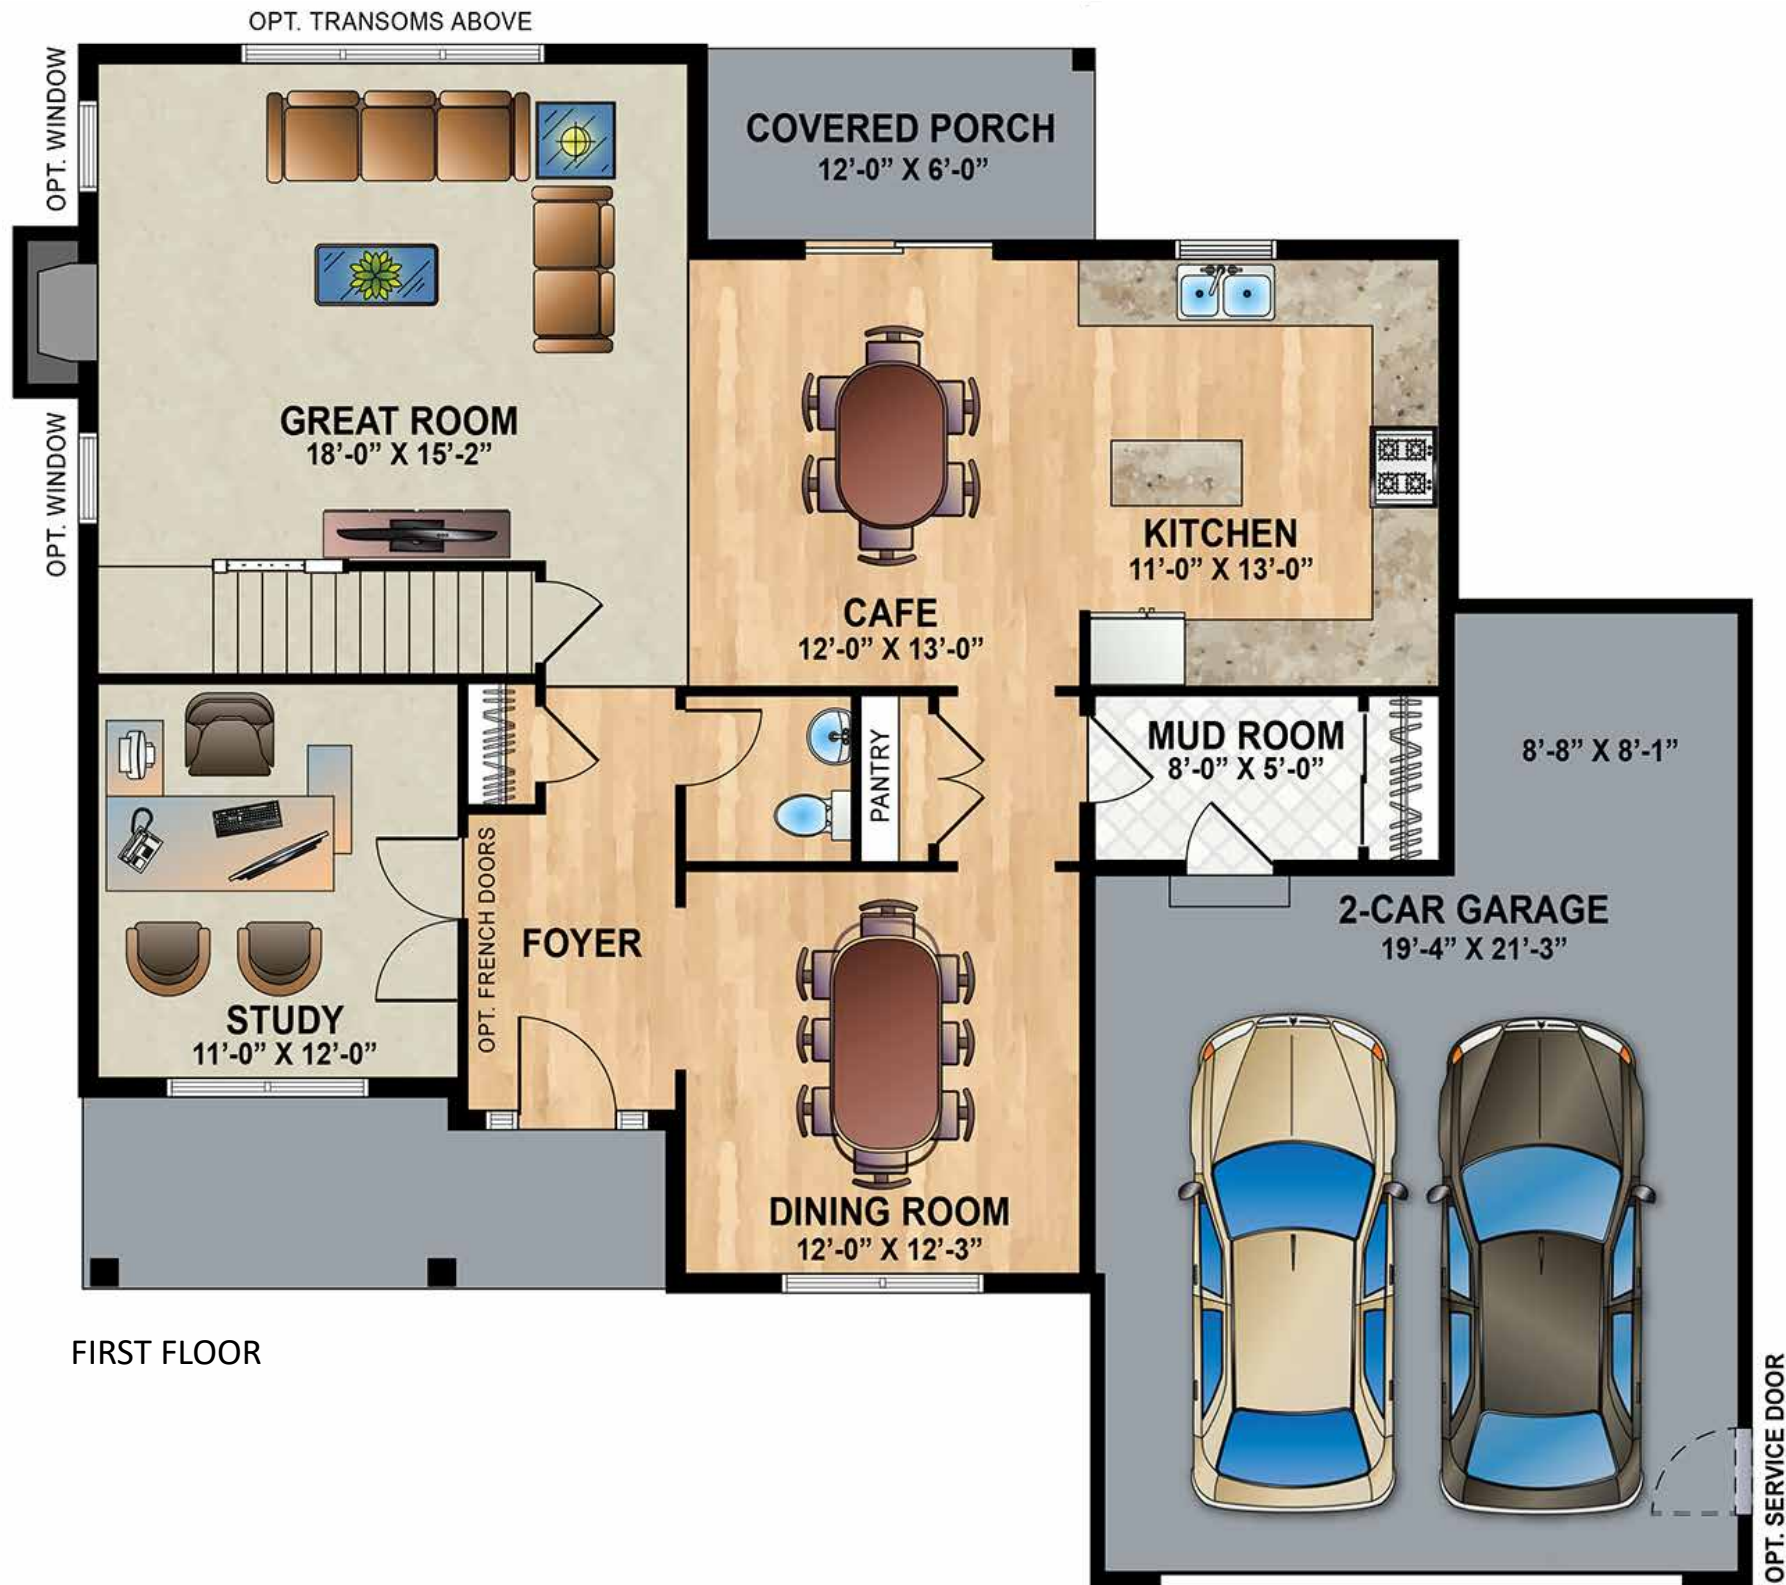 OPT. TRANSOMS ABOVE
OPT. WINDOW
COVERED PORCH
12’-0” X 6’-0”
GREAT ROOM
18’-0” X 15’-2”
OPT. WINDOW
KITCHEN
11’-0” X 13’-0”
CAFE
12’-0” X 13’-0”
PANTRY
MUD ROOM
8’-0” X 5’-0”
8’-8” X 8’-1”
OPT. FRENCH DOORS
FOYER
2-CAR GARAGE
19’-4” X 21’-3”
STUDY
11’-0” X 12’-0”
DINING ROOM
12’-0” X 12’-3”
FIRST FLOOR
OPT. SERVICE DOOR